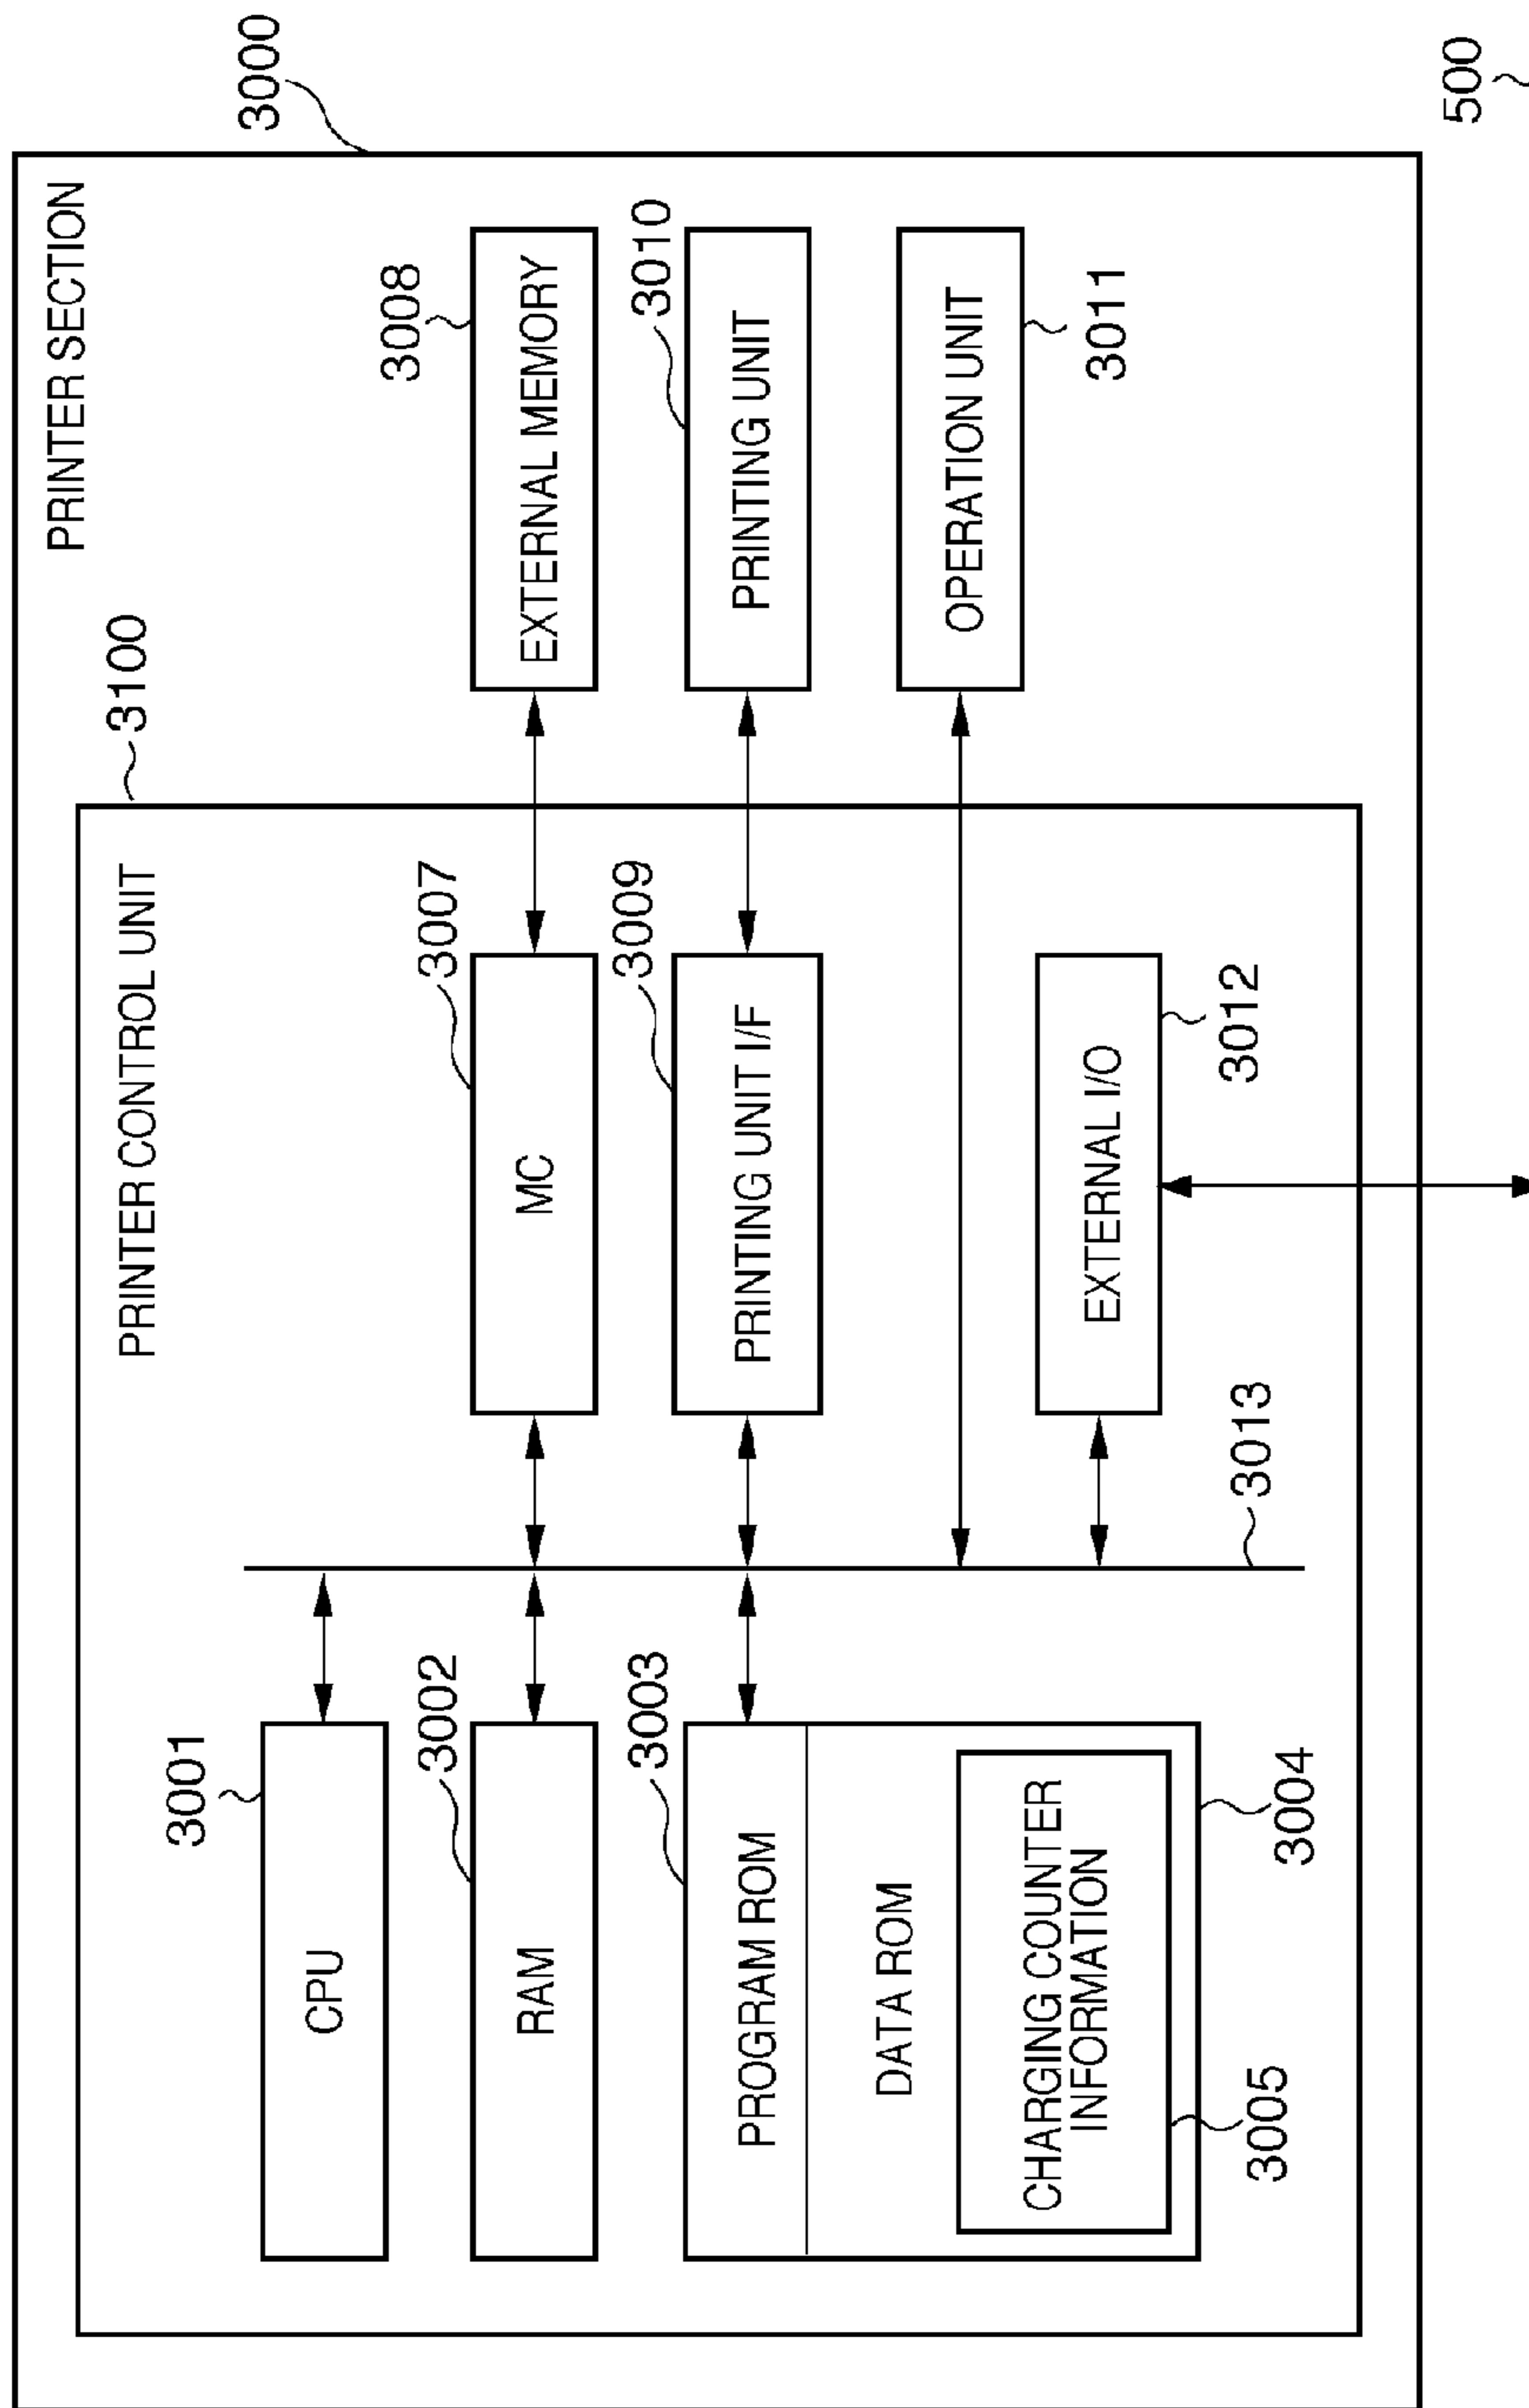 PRINTER SECTION
3000
PRINTER CONTROL UNIT
3100
3001
CPU
3002
RAM
3007
MC
3008
EXTERNAL MEMORY
3003
PROGRAM ROM
3009
PRINTING UNIT I/F
3010
PRINTING UNIT
DATA ROM
OPERATION UNIT
3011
CHARGING COUNTER
INFORMATION
EXTERNAL I/O
3012
3005
3004
3013
500